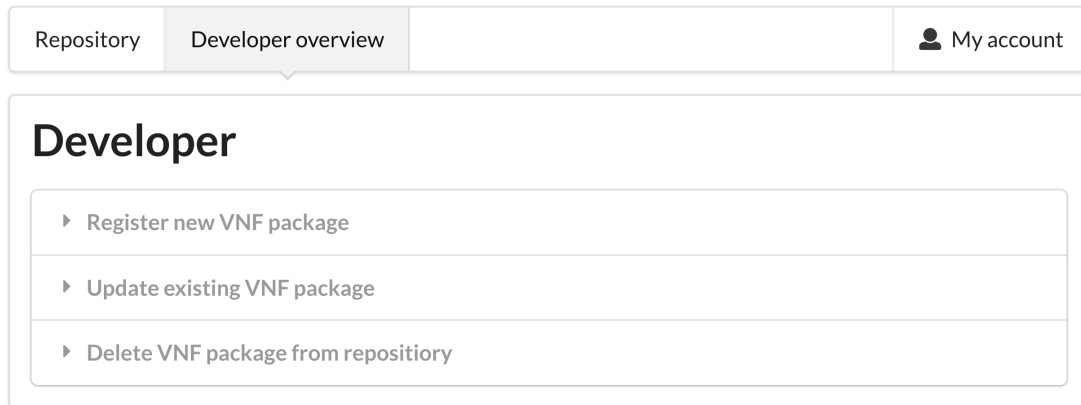 Repository
Developer overview
My account
Developer
Register new VNF package
Update existing VNF package
Delete VNF package from repositiory